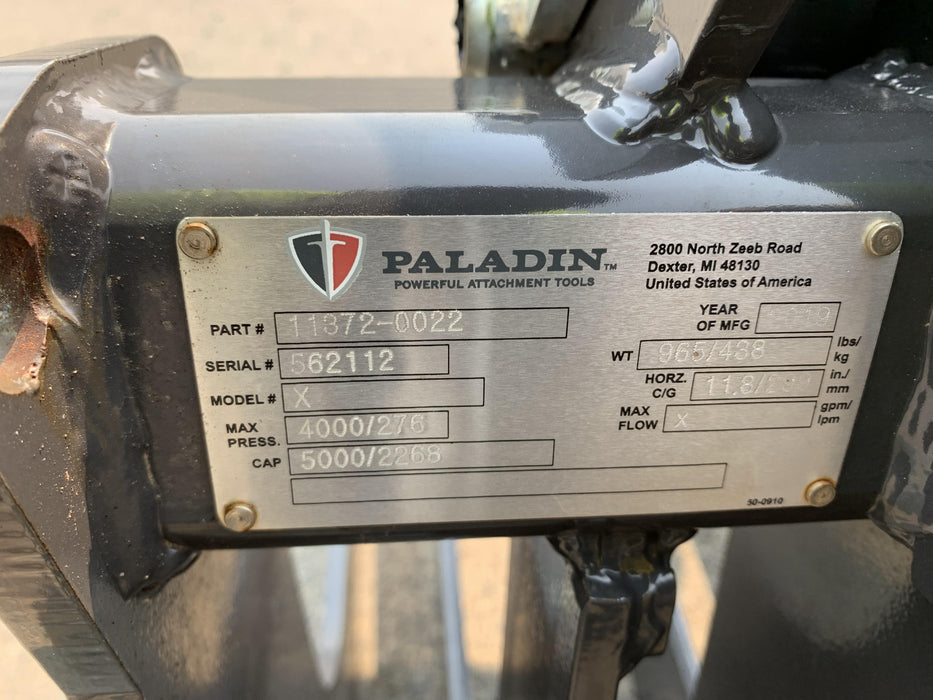 PALADIN™
POWERFUL ATTACHMENT TOOLS
2800 North Zeeb Road
Dexter, MI 48130
United States of America
PART # 11372-0022
SERIAL # 562112
MODEL # X
MAX PRESS. 4000/276
CAP 5000/2268
YEAR OF MFG
WT 965/438 lbs/kg
HORZ. C/G in./mm
MAX FLOW X gpm/lpm
50-0910